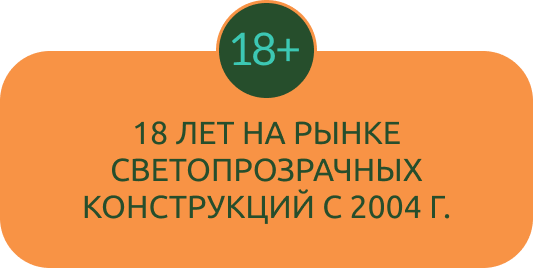 18+
18 ЛЕТ НА РЫНКЕ
СВЕТОПРОЗРАЧНЫХ
КОНСТРУКЦИЙ С 2004 Г.